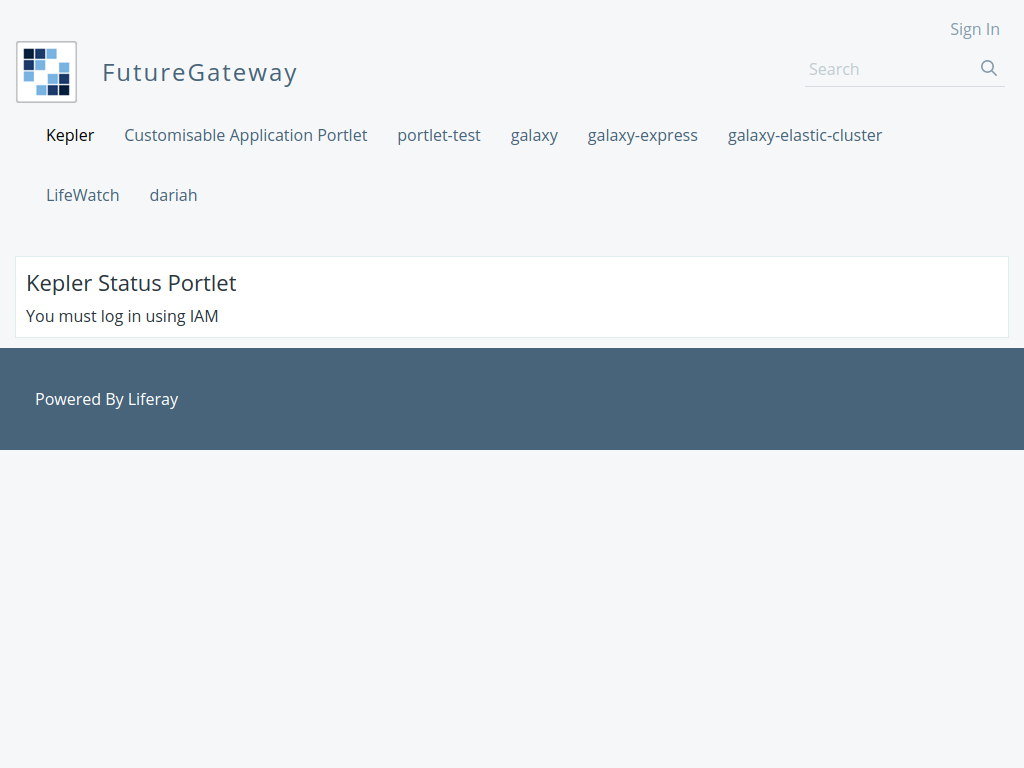 Sign In
FutureGateway
Search
Kepler Customisable Application Portlet portlet-test galaxy galaxy-express galaxy-elastic-cluster
LifeWatch dariah
Kepler Status Portlet
You must log in using IAM
Powered By Liferay